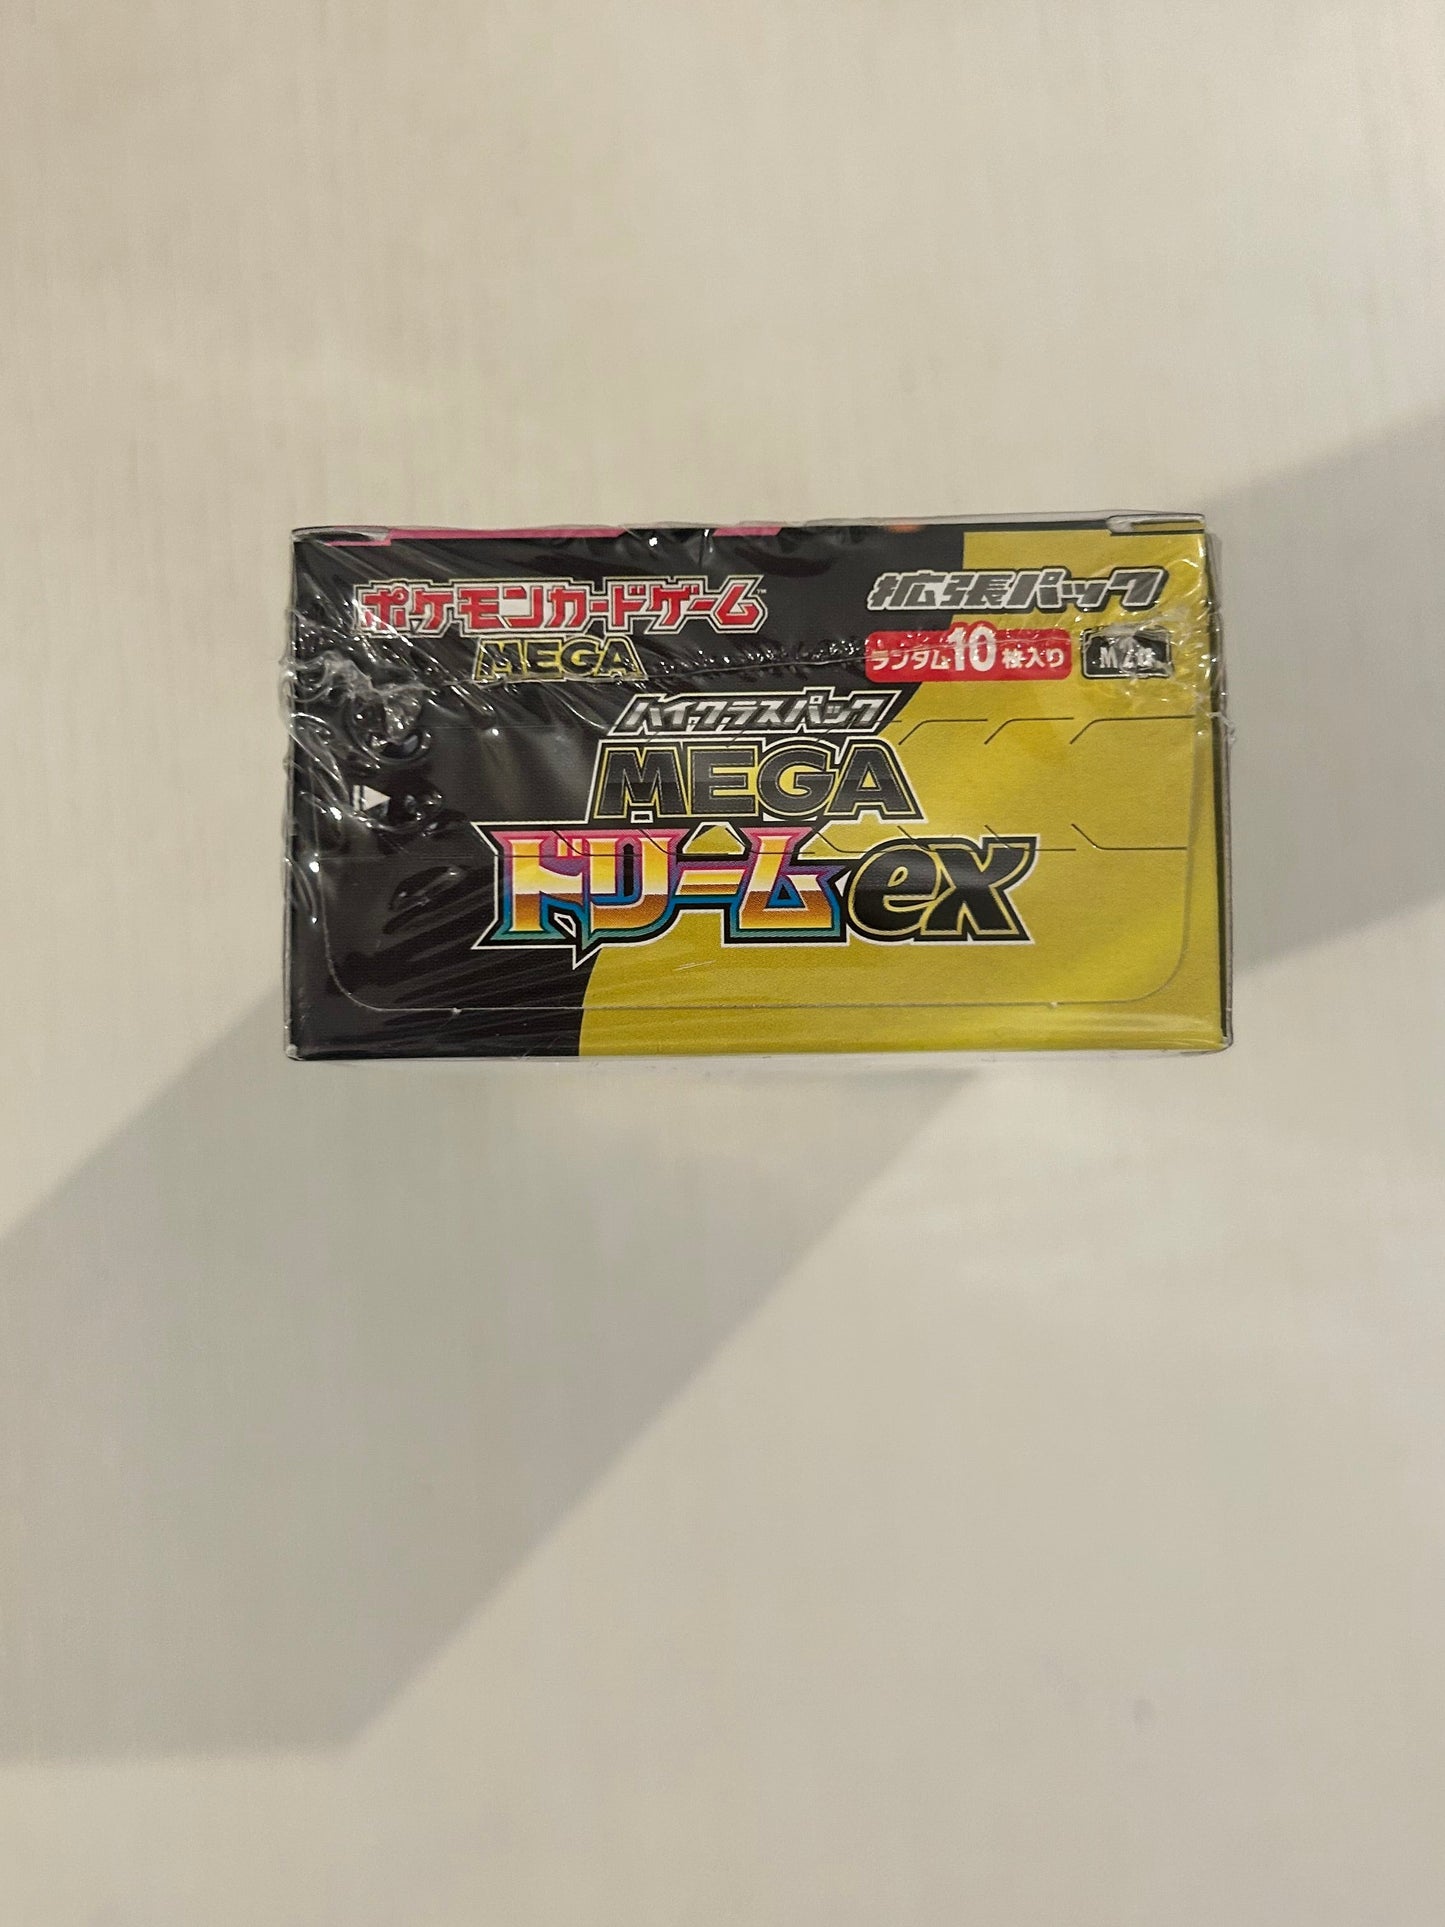 ポケモンカードゲーム
MEGA
拡張パック
ランダム10枚入り
M2a
ハイクラスパック
MEGA
ドリームex